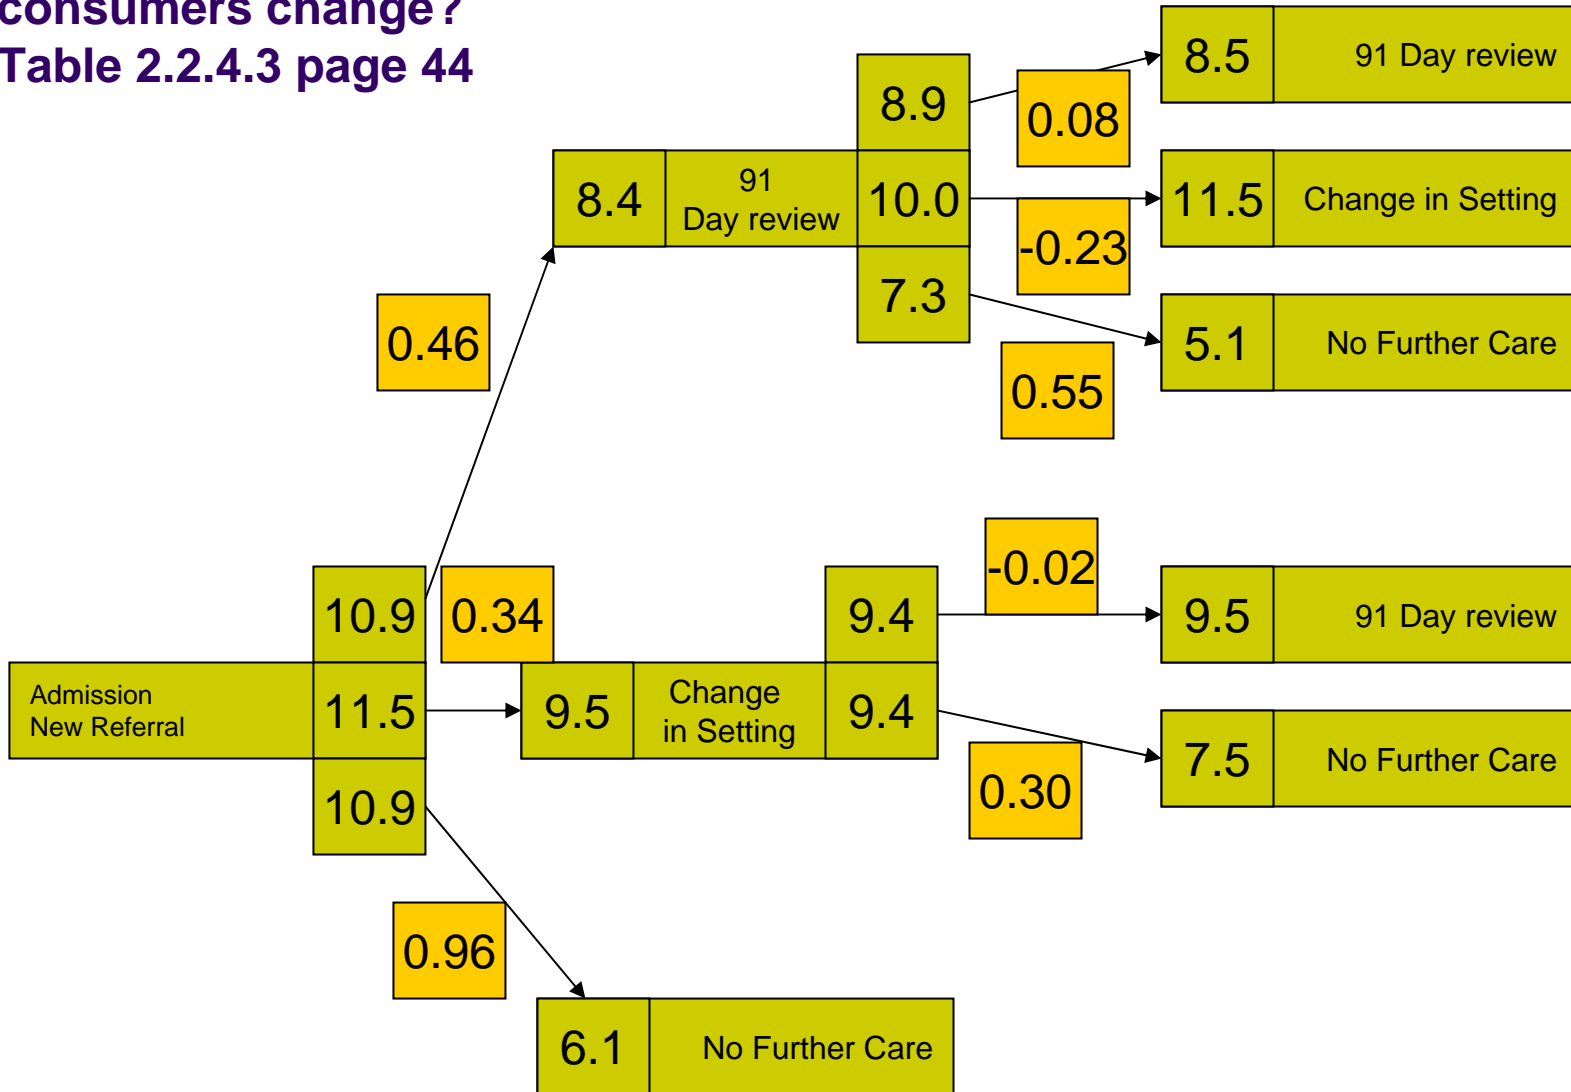 consumers change?
Table 2.2.4.3 page 44
8.5
91 Day review
8.9
0.08
8.4
91
Day review
10.0
11.5
Change in Setting
-0.23
7.3
5.1
No Further Care
0.46
0.55
-0.02
10.9
0.34
9.4
9.5
91 Day review
Admission
New Referral
11.5
9.5
Change
in Setting
9.4
7.5
No Further Care
10.9
0.30
0.96
6.1
No Further Care